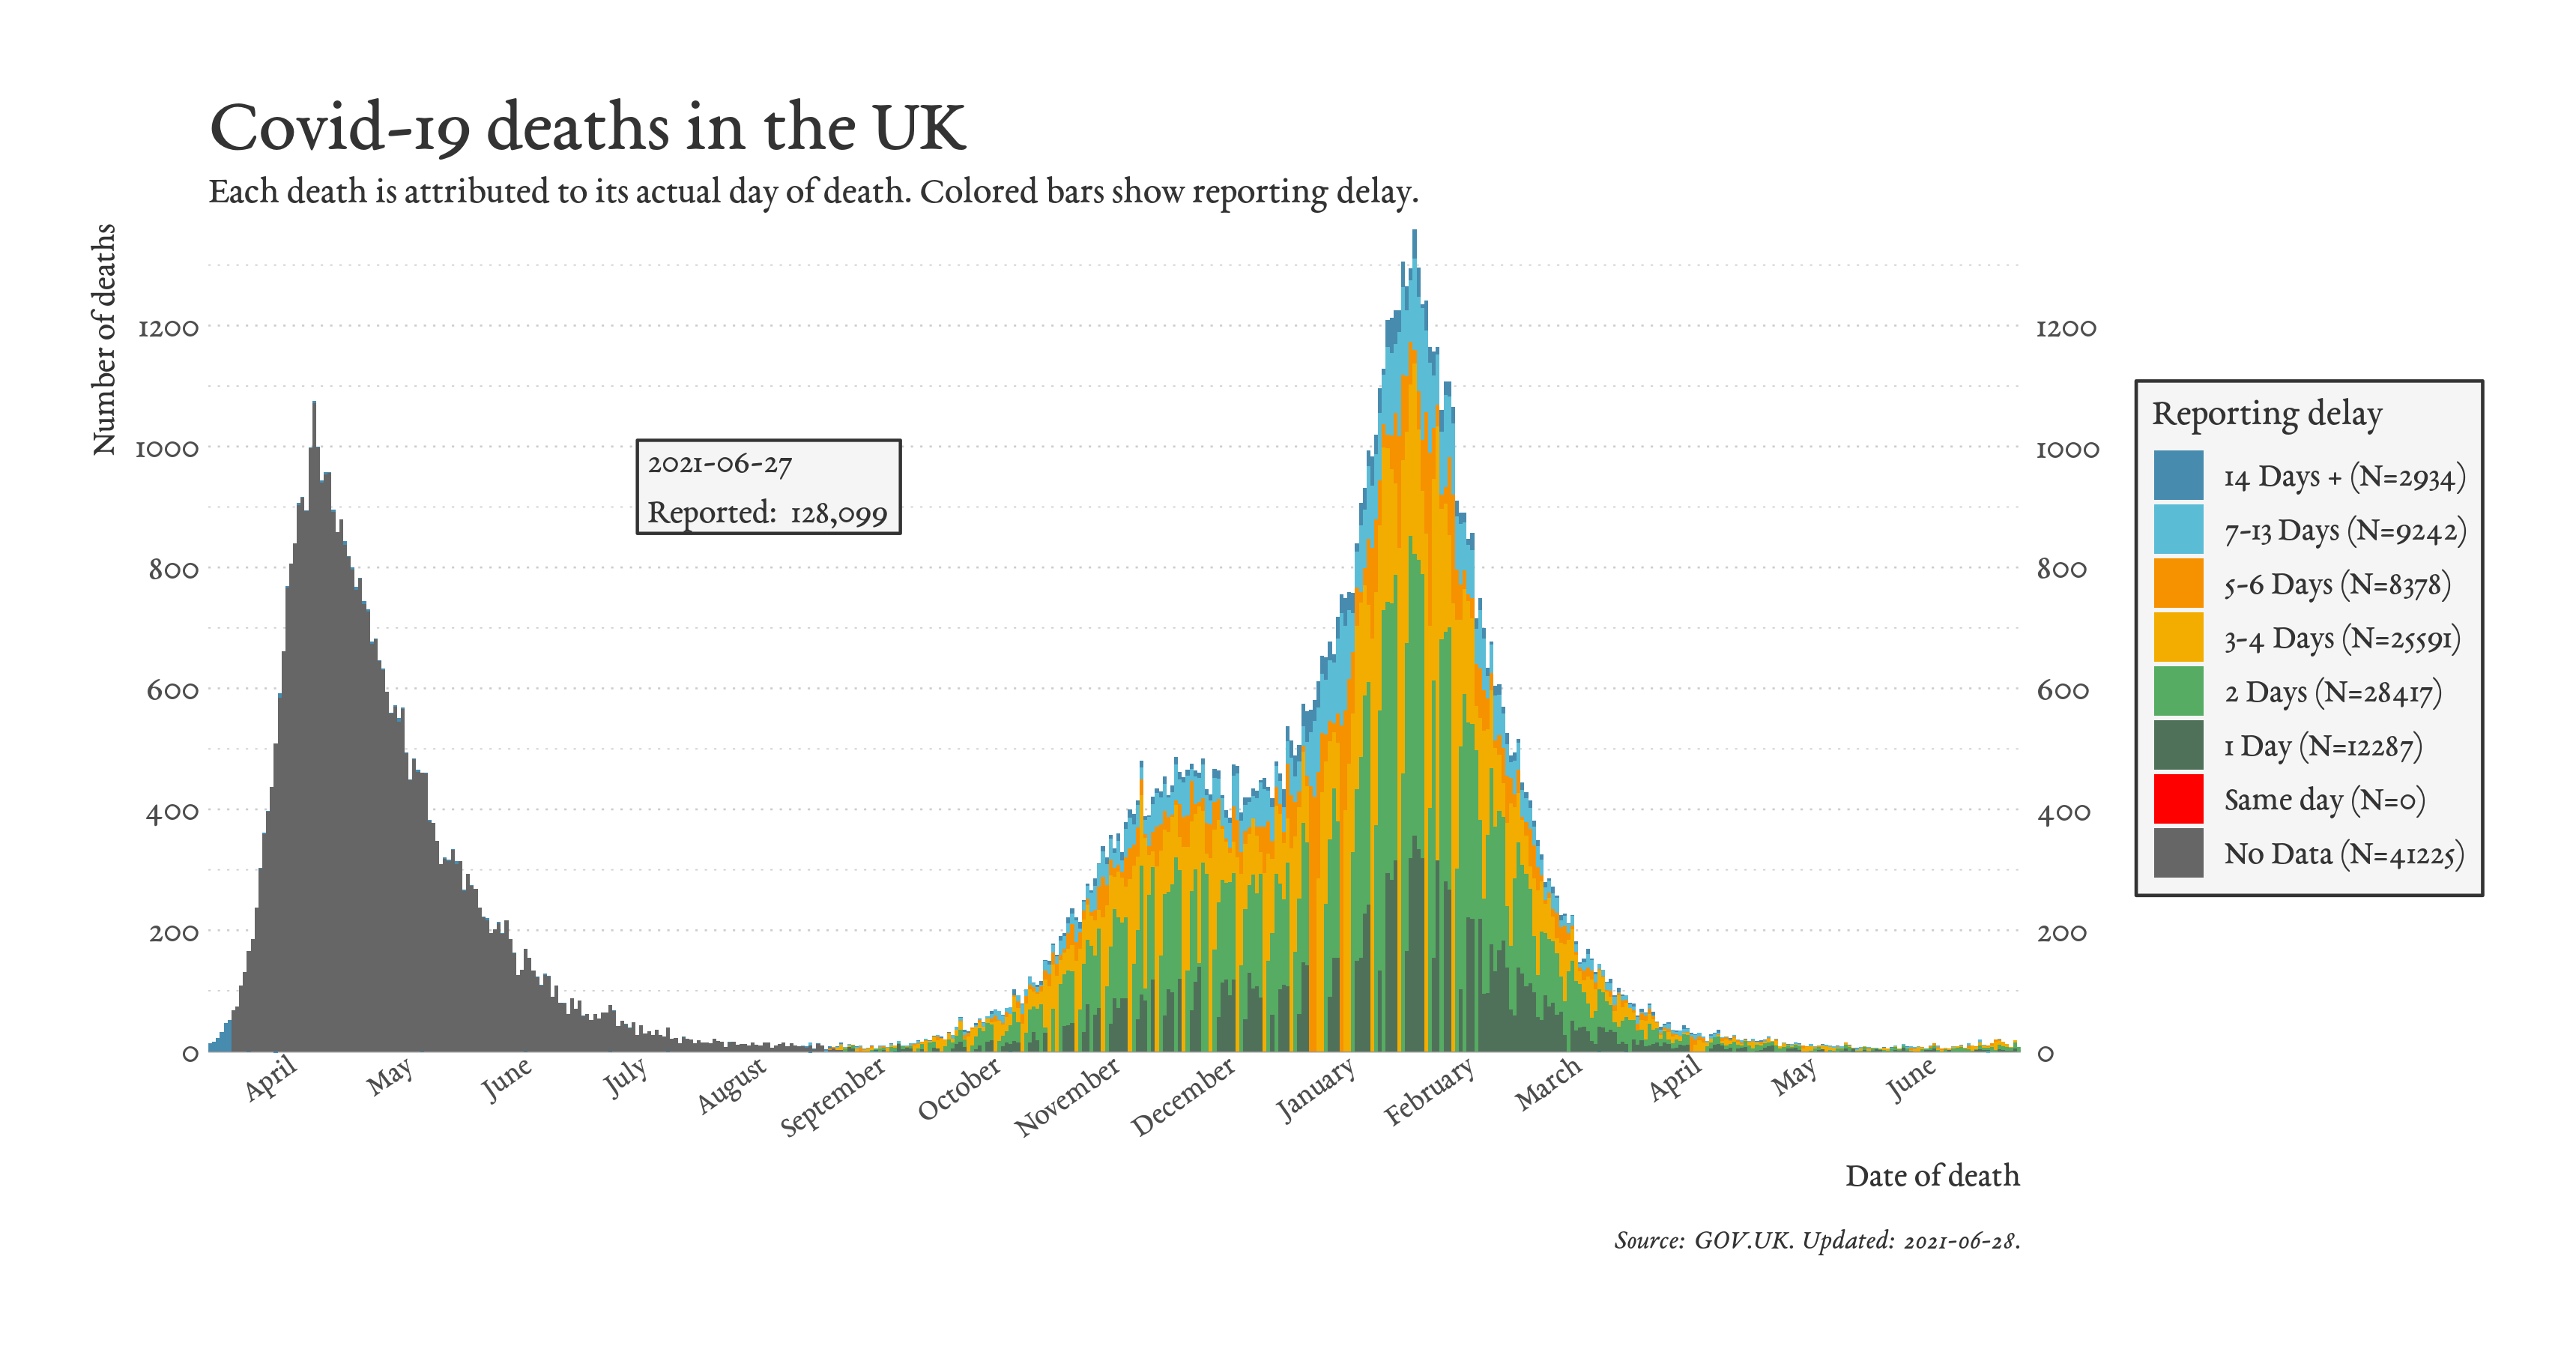 Covid-19 deaths in the UK
Each death is attributed to its actual day of death. Colored bars show reporting delay.
Number of deaths
1200
1000
800
600
400
200
0
2021-06-27
Reported: 128,099
1200
1000
800
600
400
200
0
April
May
June
July
August
September
October
November
December
January
February
March
April
May
June
Date of death
Reporting delay
14 Days + (N=2934)
7-13 Days (N=9242)
5-6 Days (N=8378)
3-4 Days (N=25591)
2 Days (N=28417)
1 Day (N=12287)
Same day (N=0)
No Data (N=41225)
Source: GOV.UK. Updated: 2021-06-28.